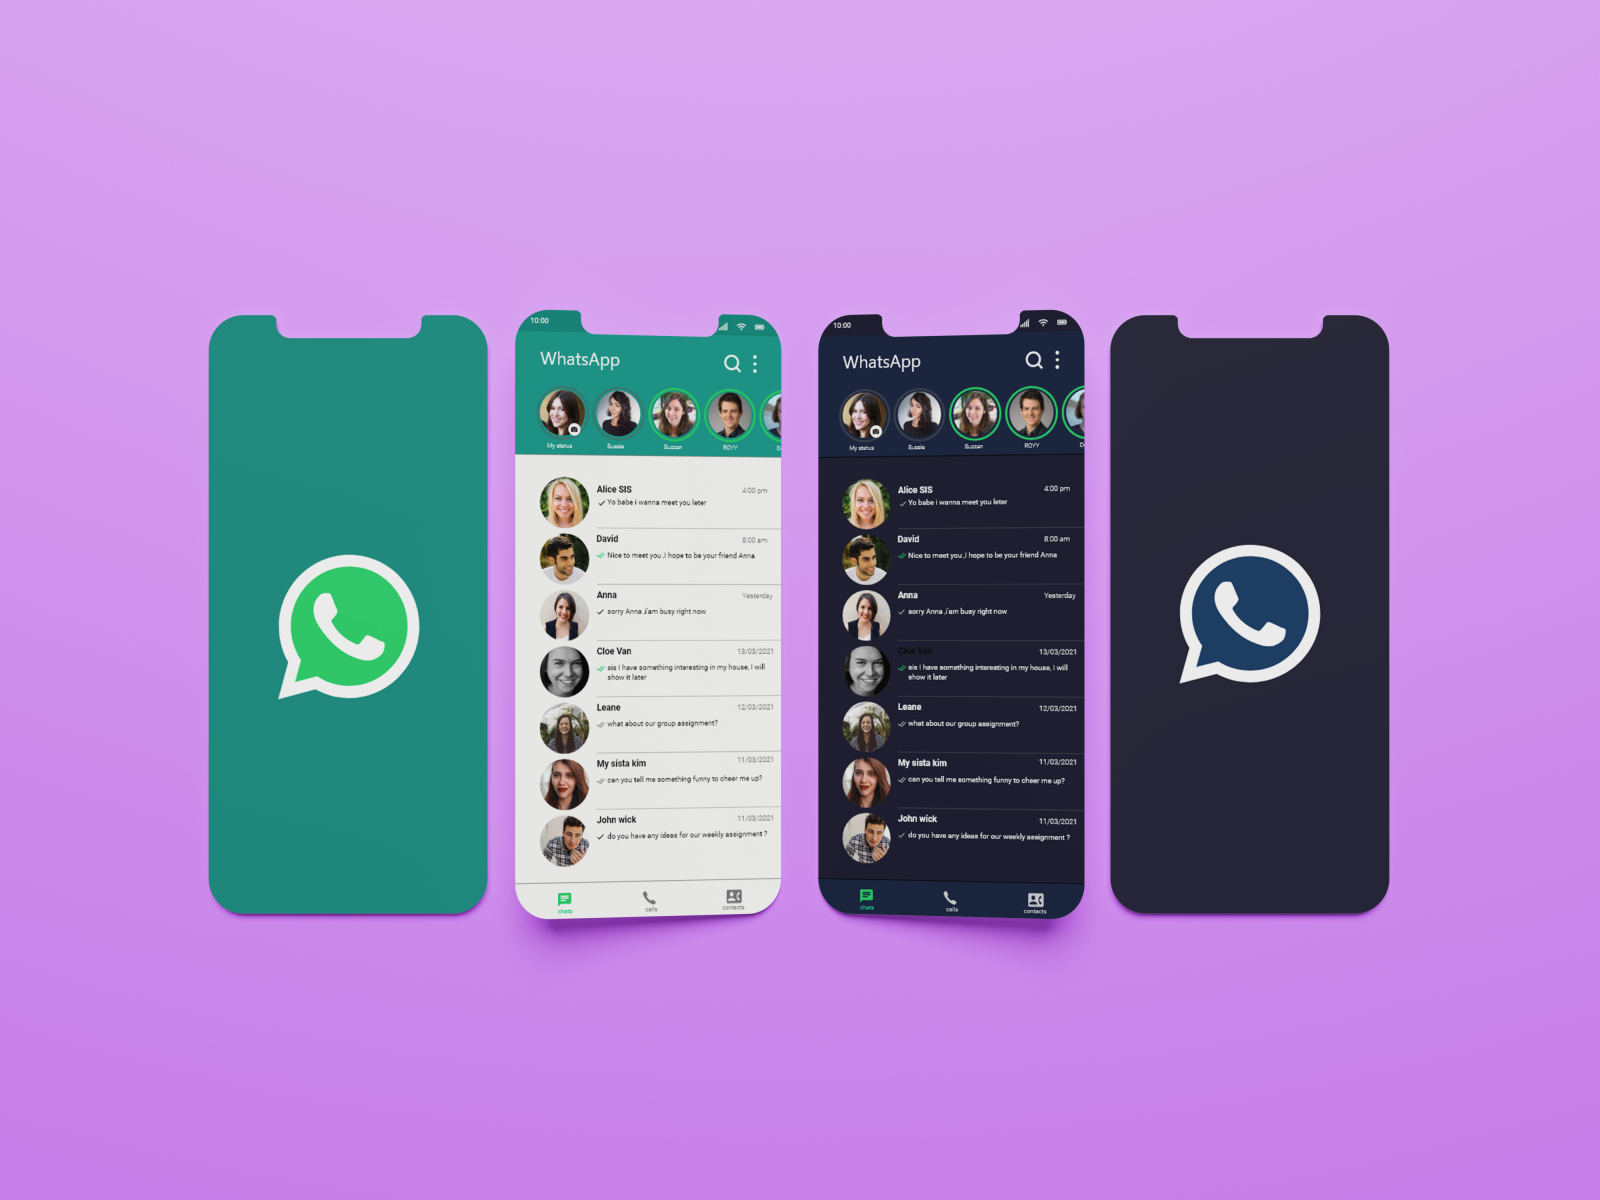 10:00
WhatsApp
My status
Sussie
Suzzan
ROYY
D
Alice SIS
4:00 pm
Yo babe i wanna meet you leter
David
8:00 am
Nice to meet you ,I hope to be your friend Anna
Anna
Yesterday
sorry Anna ,i'am busy right now
Cloe Van
13/03/2021
sis I have something interesting in my house, I will
show it later
Leane
12/03/2021
what about our group assignment?
My sista kim
11/03/2021
can you tell me something funny to cheer me up?
John wick
11/03/2021
do you have any ideas for our weekly assignment ?
chats
calls
contacts
10:00
WhatsApp
My status
Sussie
Suzzan
ROYY
D
Alice SIS
4:00 pm
Yo babe i wanna meet you leter
David
8:00 am
Nice to meet you ,I hope to be your friend Anna
Anna
Yesterday
sorry Anna ,i'am busy right now
Cloe Van
13/03/2021
sis I have something interesting in my house, I will
show it later
Leane
12/03/2021
what about our group assignment?
My sista kim
11/03/2021
can you tell me something funny to cheer me up?
John wick
11/03/2021
do you have any ideas for our weekly assignment ?
chats
calls
contacts